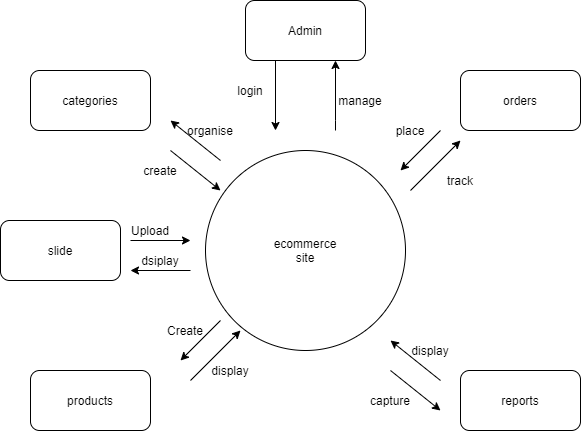 Admin
login
manage
categories
organise
create
orders
place
track
slide
Upload
dsiplay
ecommerce
site
Create
display
products
display
capture
reports